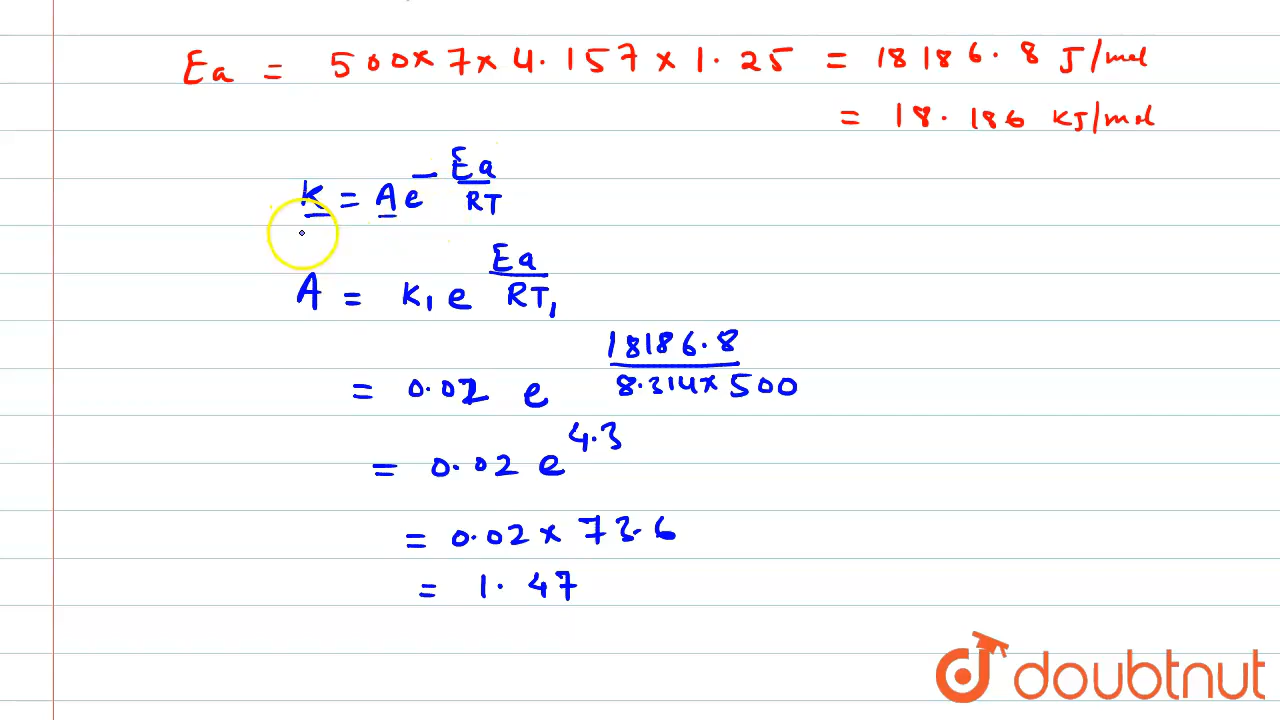 Ea = 500 × 7 × 4.157 × 1.25 = 18186.8 J/mol
= 18.186 KJ/mol
K = A e^-Ea/RT
A = K₁ e^Ea/RT₁
= 0.02 e^18186.8/8.314×500
= 0.02 e^4.3
= 0.02 × 73.6
= 1.47
doubtnut